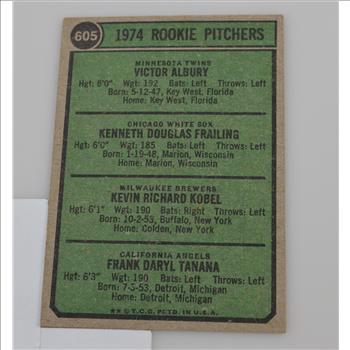 605 1974 ROOKIE PITCHERS
MINNESOTA TWINS
VICTOR ALBURY
Hgt: 6'0" Wgt: 192 Bats: Left Throws: Left
Born: 5-12-47, Key West, Florida
Home: Key West, Florida
CHICAGO WHITE SOX
KENNETH DOUGLAS FRAILING
Hgt: 6'0" Wgt: 185 Bats: Left Throws: Left
Born: 1-19-48, Marion, Wisconsin
Home: Marion, Wisconsin
MILWAUKEE BREWERS
KEVIN RICHARD KOBEL
Hgt: 6'1" Wgt: 190 Bats: Right Throws: Left
Born: 10-2-53, Buffalo, New York
Home: Colden, New York
CALIFORNIA ANGELS
FRANK DARYL TANANA
Hgt: 6'3" Wgt: 190 Bats: Left Throws: Left
Born: 7-3-53, Detroit, Michigan
Home: Detroit, Michigan
** © T.C.G. PRTD. IN U.S.A.